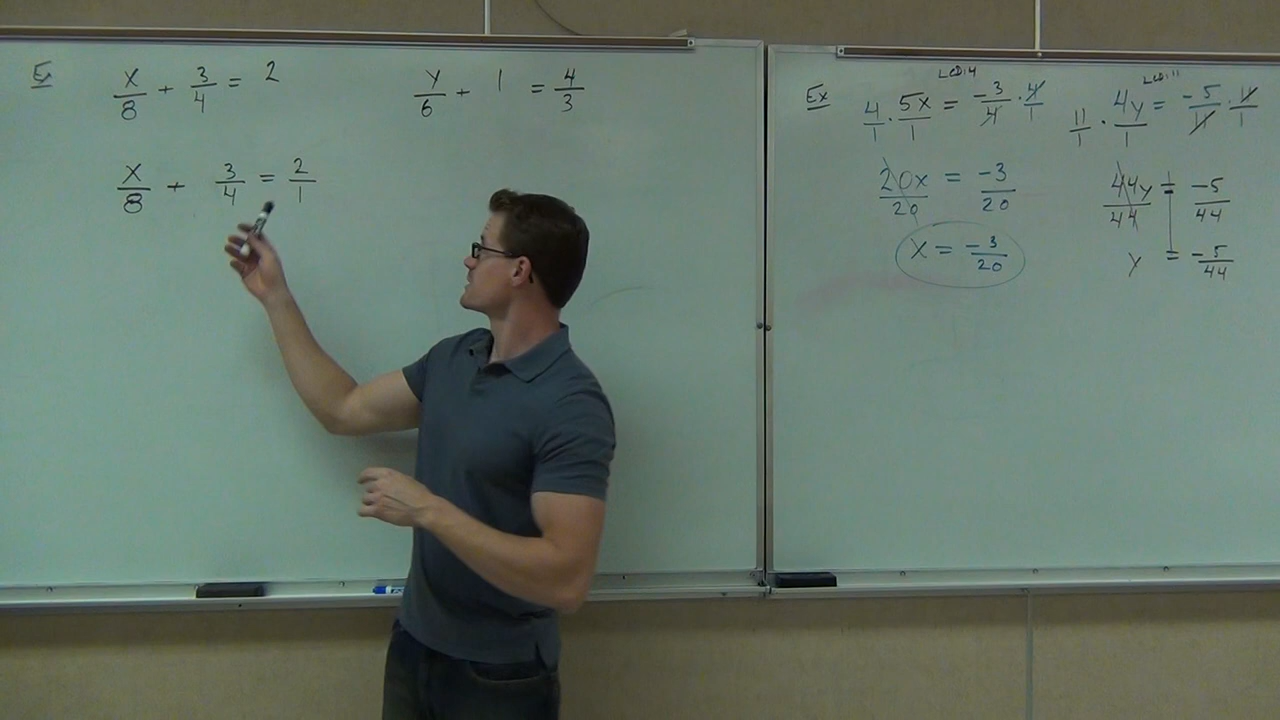 Ex x/8 + 3/4 = 2
y/6 + 1 = 4/3
x/8 + 3/4 = 2/1
Ex LCD:4
4/1 · 5x/1 = -3/4 · 4/1
20x/20 = -3/20
x = -3/20
LCD:11
11/1 · 4y/1 = -5/11 · 11/1
44y/44 = -5/44
y = -5/44